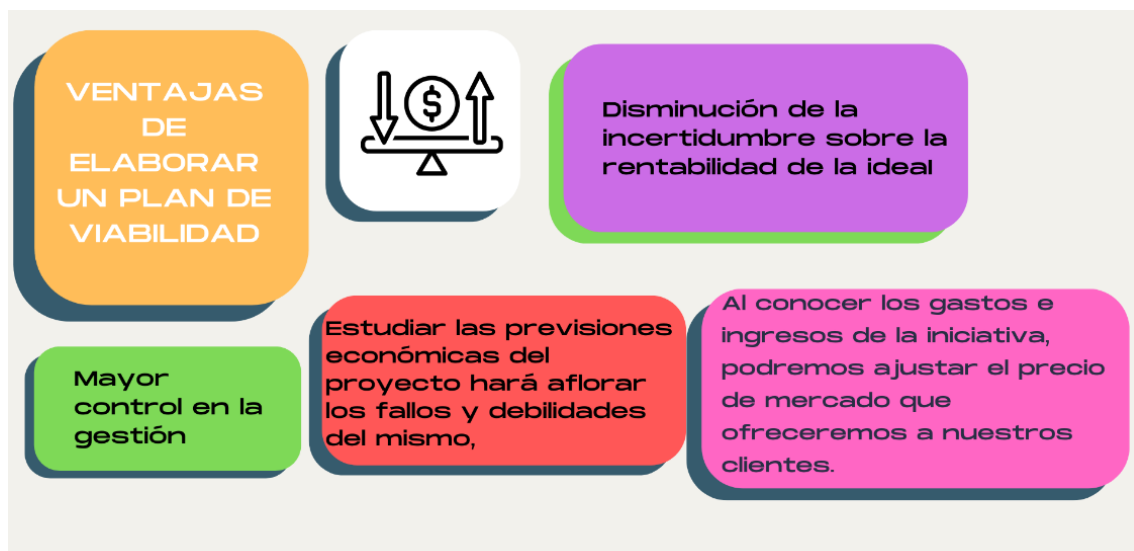 VENTAJAS
DE
ELABORAR
UN PLAN DE
VIABILIDAD
$
Disminución de la
incertidumbre sobre la
rentabilidad de la ideal
Mayor
control en la
gestión
Estudiar las previsiones
económicas del
proyecto hará aflorar
los fallos y debilidades
del mismo,
Al conocer los gastos e
ingresos de la iniciativa,
podremos ajustar el precio
de mercado que
ofreceremos a nuestros
clientes.